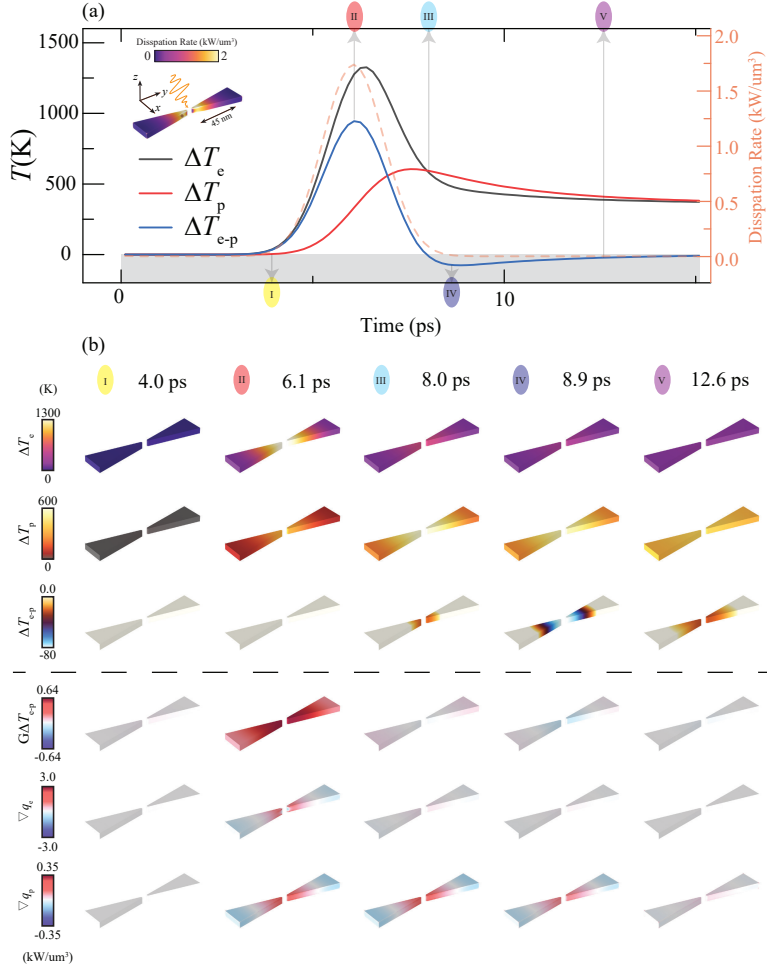 (a)
II
III
V
1500
1000
500
0
T(K)
Disspation Rate (kW/um³)
0
2
z
y
x
45 nm
ΔTₑ
ΔTₚ
ΔTₑ₋ₚ
2.0
1.5
1.0
0.5
0.0
Disspation Rate (kW/um³)
I
IV
0
10
Time (ps)
(b)
I 4.0 ps
II 6.1 ps
III 8.0 ps
IV 8.9 ps
V 12.6 ps
(K)
1300
ΔTₑ
0
600
ΔTₚ
0
0.0
ΔTₑ₋ₚ
-80
0.64
GΔTₑ₋ₚ
-0.64
3.0
▽qₑ
-3.0
0.35
▽qₚ
-0.35
(kW/um³)